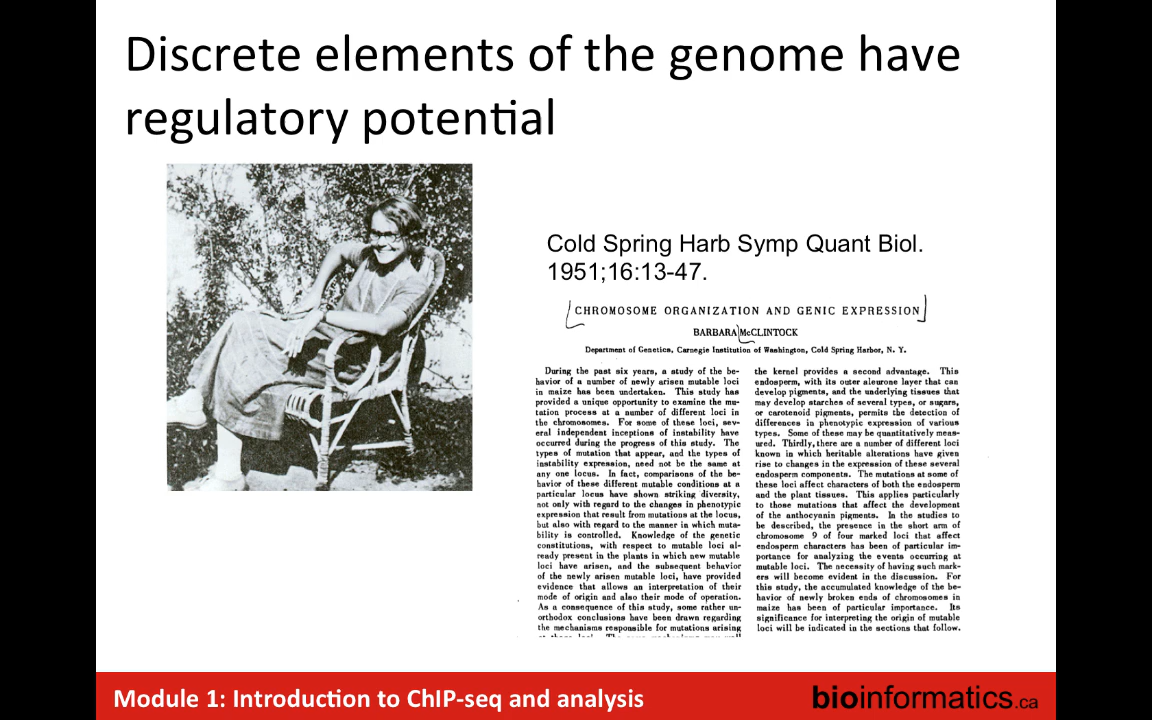 Discrete elements of the genome have
regulatory potential
Cold Spring Harb Symp Quant Biol.
1951;16:13-47.
CHROMOSOME ORGANIZATION AND GENIC EXPRESSION
BARBARA McCLINTOCK
Department of Genetics, Carnegie Institution of Washington, Cold Spring Harbor, N. Y.
During the past six years, a study of the be-
havior of a number of newly arisen mutable loci
in maize has been undertaken. This study has
provided a unique opportunity to examine the mu-
tation process at a number of different loci in
the chromosomes. For some of these loci, sev-
eral independent inceptions of instability have
occurred during the progress of this study. The
types of mutation that appear, and the types of
instability expression, need not be the same at
any one locus. In fact, comparisons of the be-
havior of these different mutable conditions at a
particular locus have shown striking diversity,
not only with regard to the changes in phenotypic
expression that result from mutations at the locus,
but also with regard to the manner in which muta-
bility is controlled. Knowledge of the genetic
constitutions, with respect to mutable loci al-
ready present in the plants in which new mutable
loci have arisen, and the subsequent behavior
of the newly arisen mutable loci, have provided
evidence that allows an interpretation of their
mode of origin and also their mode of operation.
As a consequence of this study, some rather un-
orthodox conclusions have been drawn regarding
the mechanisms responsible for mutations arising
the kernel provides a second advantage. This
endosperm, with its outer aleurone layer that can
develop pigments, and the underlying tissues that
may develop starches of several types, or sugars,
or carotenoid pigments, permits the detection of
differences in phenotypic expression of various
types. Some of these may be quantitatively meas-
ured. Thirdly, there are a number of different loci
known in which heritable alterations have given
rise to changes in the expression of these several
endosperm components. The mutations at some of
these loci affect characters of both the endosperm
and the plant tissues. This applies particularly
to those mutations that affect the development
of the anthocyanin pigments. In the studies to
be described, the presence in the short arm of
chromosome 9 of four marked loci that affect
endosperm characters has been of particular im-
portance for analyzing the events occurring at
mutable loci. The necessity of having such mark-
ers will become evident in the discussion. For
this study, the accumulated knowledge of the be-
havior of newly broken ends of chromosomes in
maize has been of particular importance. Its
significance for interpreting the origin of mutable
loci will be indicated in the sections that follow.
Module 1: Introduction to ChIP-seq and analysis
bioinformatics.ca